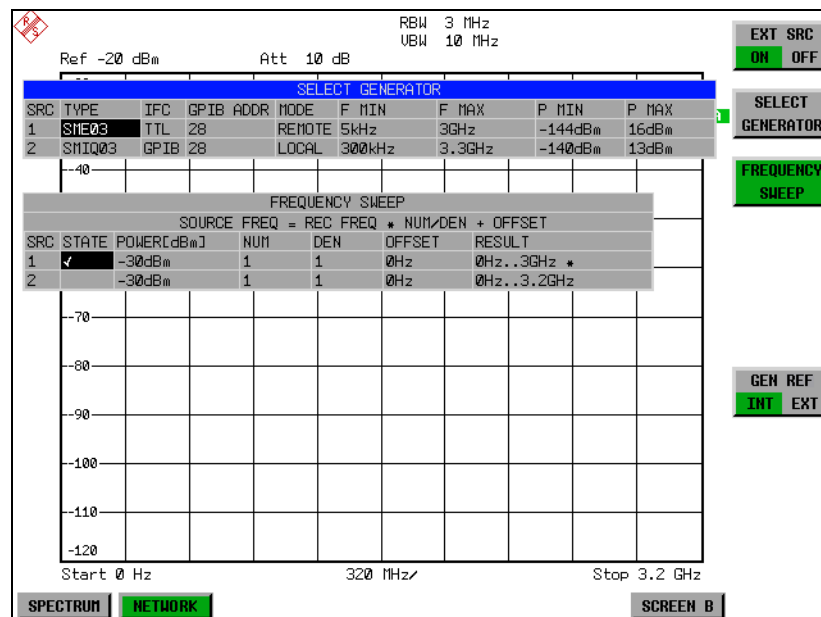 R S
RBW 3 MHz
VBW 10 MHz
Ref -20 dBm Att 10 dB
SELECT GENERATOR
SRC TYPE IFC GPIB ADDR MODE F MIN F MAX P MIN P MAX
1 SME03 TTL 28 REMOTE 5kHz 3GHz -144dBm 16dBm
2 SMIQ03 GPIB 28 LOCAL 300kHz 3.3GHz -140dBm 13dBm
-40
FREQUENCY SWEEP
SOURCE FREQ = REC FREQ * NUM/DEN + OFFSET
SRC STATE POWER[dBm] NUM DEN OFFSET RESULT
1 ✓ -30dBm 1 1 0Hz 0Hz..3GHz *
2 -30dBm 1 1 0Hz 0Hz..3.2GHz
-70
-80
-90
-100
-110
-120
Start 0 Hz 320 MHz/ Stop 3.2 GHz
SPECTRUM NETWORK SCREEN B
EXT SRC
ON OFF
SELECT
GENERATOR
FREQUENCY
SWEEP
GEN REF
INT EXT